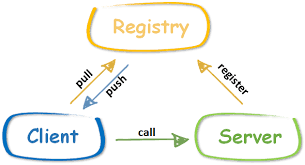 Registry
pull
push
register
Client
call
Server